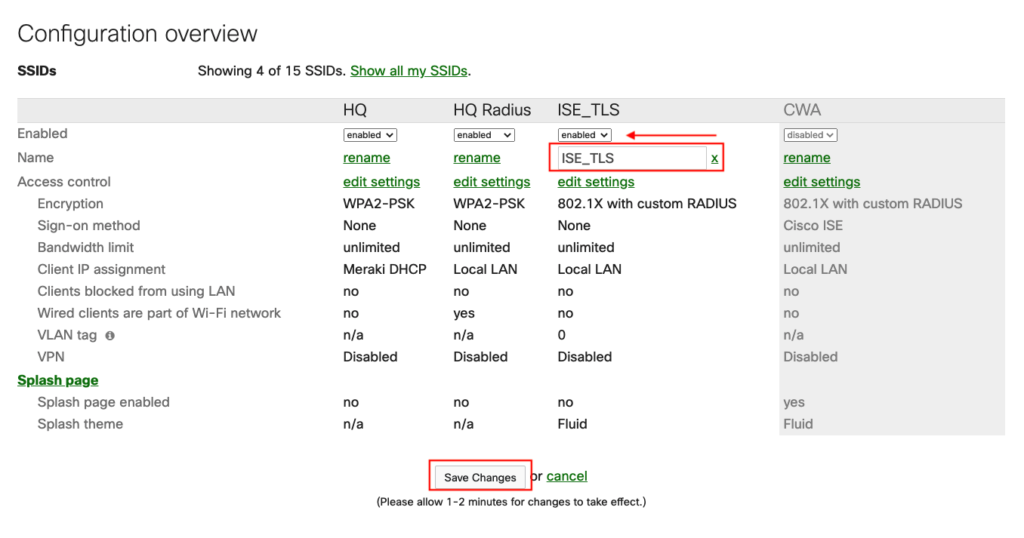 Configuration overview
SSIDs Showing 4 of 15 SSIDs. Show all my SSIDs.
HQ HQ Radius ISE_TLS CWA
Enabled enabled enabled enabled disabled
Name rename rename ISE_TLS x rename
Access control edit settings edit settings edit settings edit settings
Encryption WPA2-PSK WPA2-PSK 802.1X with custom RADIUS 802.1X with custom RADIUS
Sign-on method None None None Cisco ISE
Bandwidth limit unlimited unlimited unlimited unlimited
Client IP assignment Meraki DHCP Local LAN Local LAN Local LAN
Clients blocked from using LAN no no no no
Wired clients are part of Wi-Fi network no yes no no
VLAN tag n/a n/a 0 n/a
VPN Disabled Disabled Disabled Disabled
Splash page
Splash page enabled no no no yes
Splash theme n/a n/a Fluid Fluid
Save Changes or cancel
(Please allow 1-2 minutes for changes to take effect.)